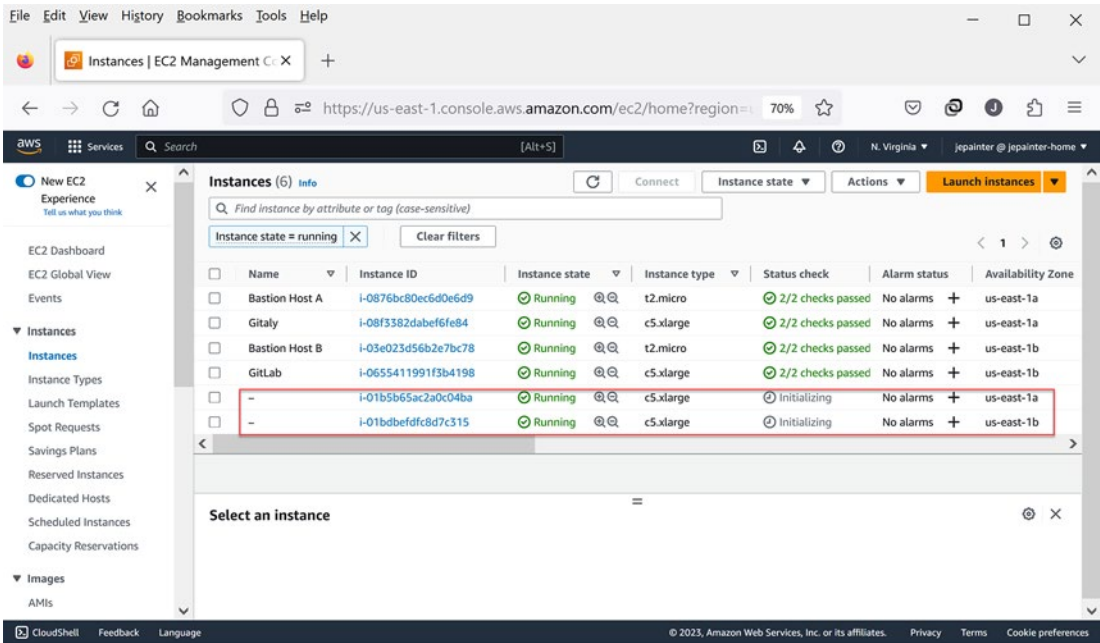 File Edit View History Bookmarks Tools Help
Instances | EC2 Management Co
https://us-east-1.console.aws.amazon.com/ec2/home?region= 70%
aws Services Search [Alt+S] N. Virginia jepainter @ jepainter-home
New EC2
Experience
Tell us what you think
EC2 Dashboard
EC2 Global View
Events
Instances
Instances
Instance Types
Launch Templates
Spot Requests
Savings Plans
Reserved Instances
Dedicated Hosts
Scheduled Instances
Capacity Reservations
Images
AMIs
Instances (6) Info Connect Instance state Actions Launch instances
Find instance by attribute or tag (case-sensitive)
Instance state = running Clear filters 1
Name Instance ID Instance state Instance type Status check Alarm status Availability Zone
Bastion Host A i-0876bc80ec6d0e6d9 Running t2.micro 2/2 checks passed No alarms + us-east-1a
Gitaly i-08f3382dabef6fe84 Running c5.xlarge 2/2 checks passed No alarms + us-east-1a
Bastion Host B i-03e023d56b2e7bc78 Running t2.micro 2/2 checks passed No alarms + us-east-1b
GitLab i-0655411991f3b4198 Running c5.xlarge 2/2 checks passed No alarms + us-east-1b
– i-01b5b65ac2a0c04ba Running c5.xlarge Initializing No alarms + us-east-1a
– i-01bdbefdfc8d7c315 Running c5.xlarge Initializing No alarms + us-east-1b
Select an instance
CloudShell Feedback Language © 2023, Amazon Web Services, Inc. or its affiliates. Privacy Terms Cookie preferences